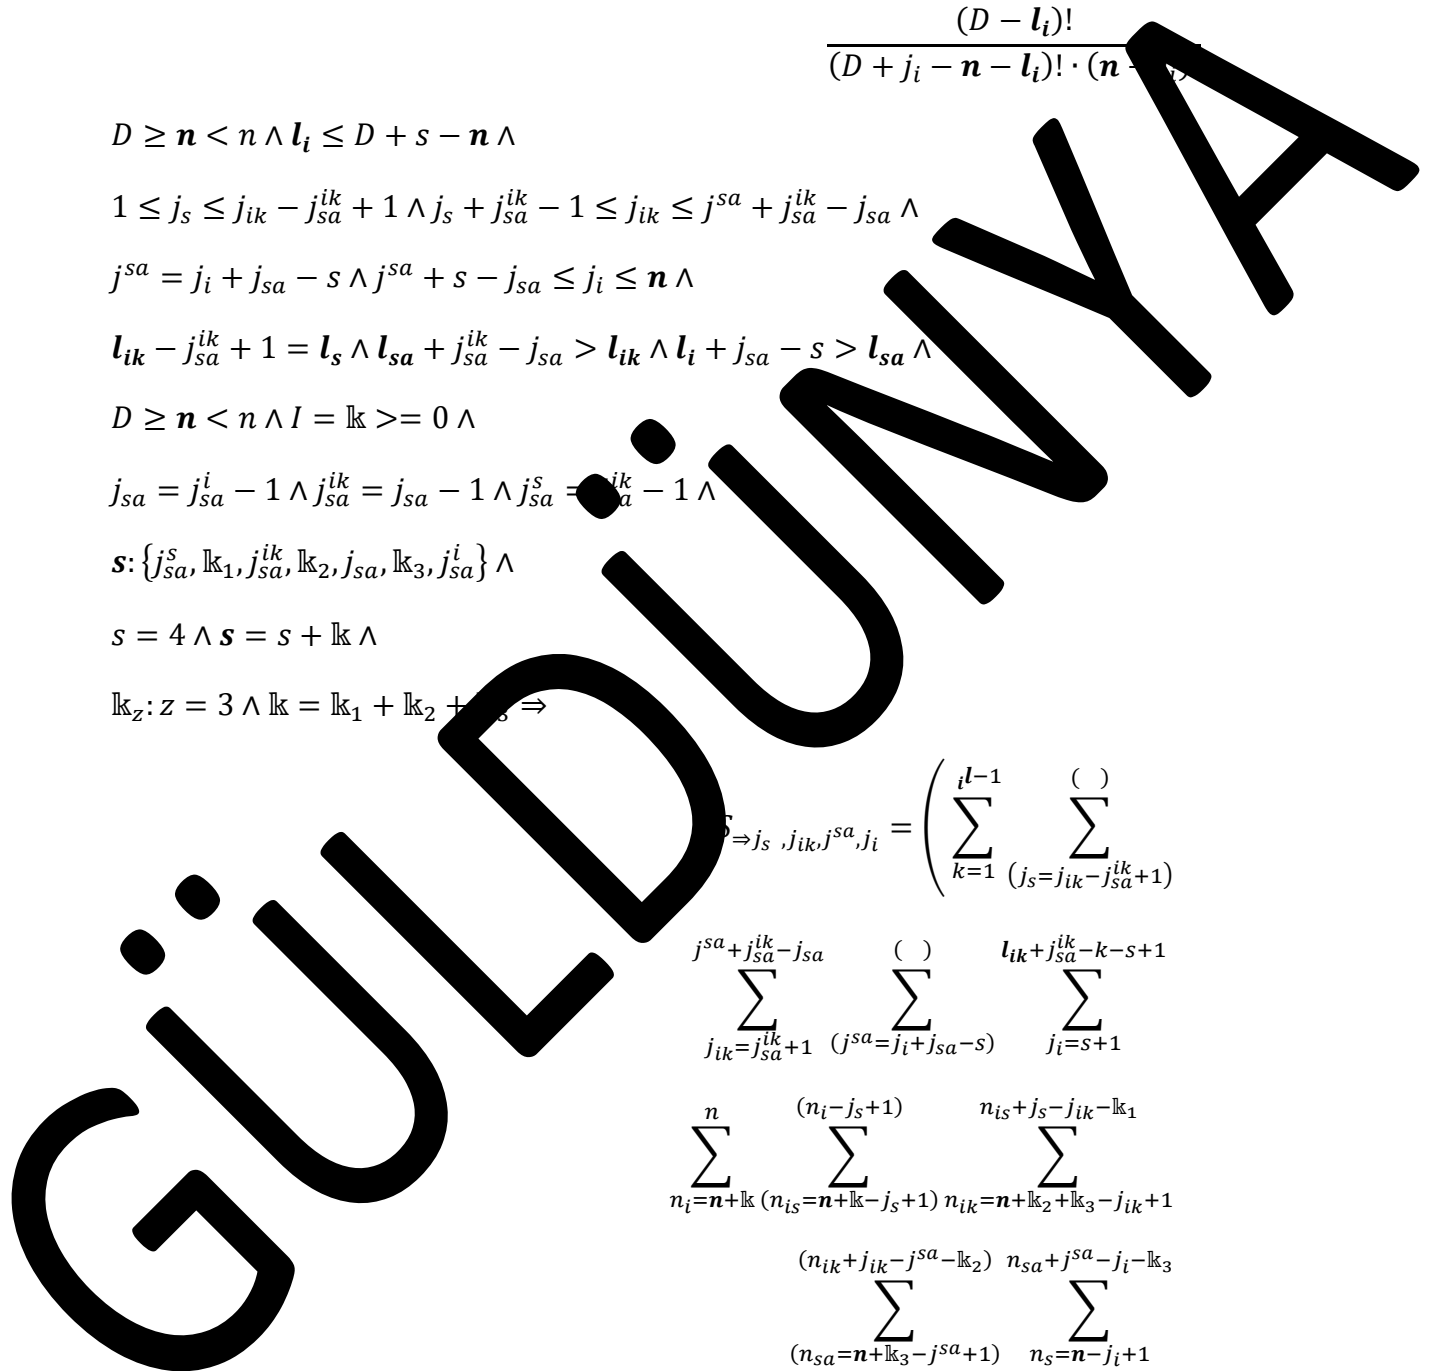 (D − l_i)!
(D + j_i − n − l_i)! · (n
D ≥ n < n ∧ l_i ≤ D + s − n ∧
1 ≤ j_s ≤ j_ik − j_sa^ik + 1 ∧ j_s + j_sa^ik − 1 ≤ j_ik ≤ j^sa + j_sa^ik − j_sa ∧
j^sa = j_i + j_sa − s ∧ j^sa + s − j_sa ≤ j_i ≤ n ∧
l_ik − j_sa^ik + 1 = l_s ∧ l_sa + j_sa^ik − j_sa > l_ik ∧ l_i + j_sa − s > l_sa ∧
D ≥ n < n ∧ I = 𝕜 >= 0 ∧
j_sa = j_sa^i − 1 ∧ j_sa^ik = j_sa − 1 ∧ j_sa^s = − 1 ∧
s: {j_sa^s, 𝕜_1, j_sa^ik, 𝕜_2, j_sa, 𝕜_3, j_sa^i} ∧
s = 4 ∧ s = s + 𝕜 ∧
𝕜_z: z = 3 ∧ 𝕜 = 𝕜_1 + 𝕜_2 + ⇒
⇒j_s ,j_ik,j^sa,j_i = ( ∑_{k=1}^{_i l−1} ∑_{(j_s=j_ik−j_sa^ik+1)}^{( )}
∑_{j_ik=j_sa^ik+1}^{j^sa+j_sa^ik−j_sa} ∑_{(j^sa=j_i+j_sa−s)}^{( )} ∑_{j_i=s+1}^{l_ik+j_sa^ik−k−s+1}
∑_{n_i=n+𝕜}^{n} ∑_{(n_is=n+𝕜−j_s+1)}^{(n_i−j_s+1)} ∑_{n_ik=n+𝕜_2+𝕜_3−j_ik+1}^{n_is+j_s−j_ik−𝕜_1}
∑_{(n_sa=n+𝕜_3−j^sa+1)}^{(n_ik+j_ik−j^sa−𝕜_2)} ∑_{n_s=n−j_i+1}^{n_sa+j^sa−j_i−𝕜_3}
GÜLDÜNYA